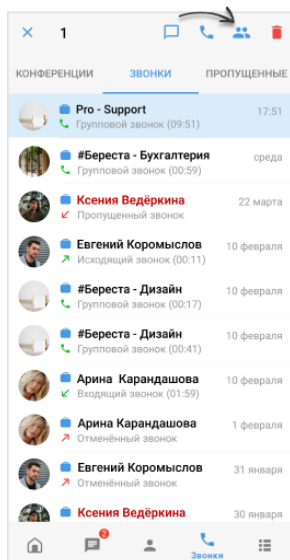 1
КОНФЕРЕНЦИИ ЗВОНКИ ПРОПУЩЕННЫЕ
Pro - Support 17:51
Групповой звонок (09:51)
#Береста - Бухгалтерия среда
Групповой звонок (00:59)
Ксения Ведёркина 22 марта
Пропущенный звонок
Евгений Коромыслов 10 февраля
Исходящий звонок (00:11)
#Береста - Дизайн 10 февраля
Групповой звонок (00:17)
#Береста - Дизайн 10 февраля
Групповой звонок (00:41)
Арина Карандашова 10 февраля
Входящий звонок (01:59)
Арина Карандашова 1 февраля
Отменённый звонок
Евгений Коромыслов 31 января
Отменённый звонок
Ксения Ведёркина 30 января
2
Звонки